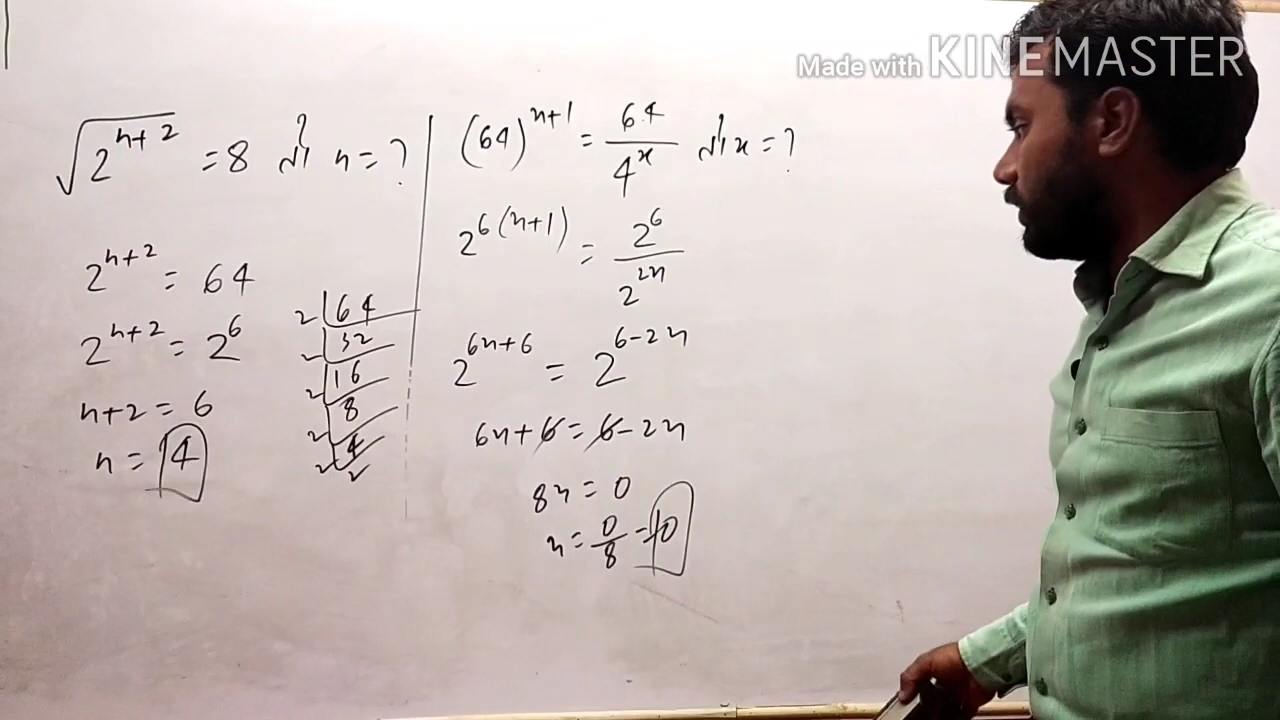 Made with KINEMASTER
√2^(n+2) = 8 तो n = ?
2^(n+2) = 64
2^(n+2) = 2^6
n+2 = 6
n = 4
2 | 64
2 | 32
2 | 16
2 | 8
2 | 4
2
(64)^(x+1) = 64/4^x तो x = ?
2^6(x+1) = 2^6/2^2x
2^(6x+6) = 2^(6-2x)
6x+6 = 6-2x
8x = 0
x = 0/8 = 0